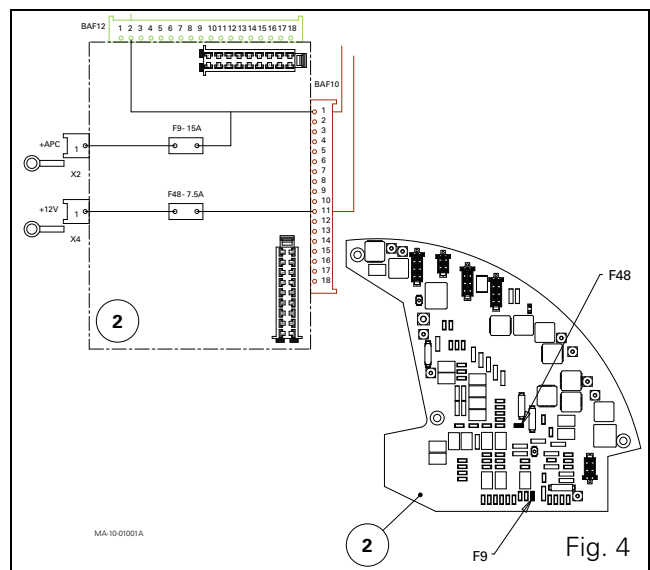 BAF12
1 2 3 4 5 6 7 8 9 10 11 12 13 14 15 16 17 18
BAF10
1
2
3
4
5
6
7
8
9
10
11
12
13
14
15
16
17
18
F9- 15A
+APC
1
X2
F48- 7.5A
+12V
1
X4
2
F48
MA-10-01001A
2
F9
Fig. 4